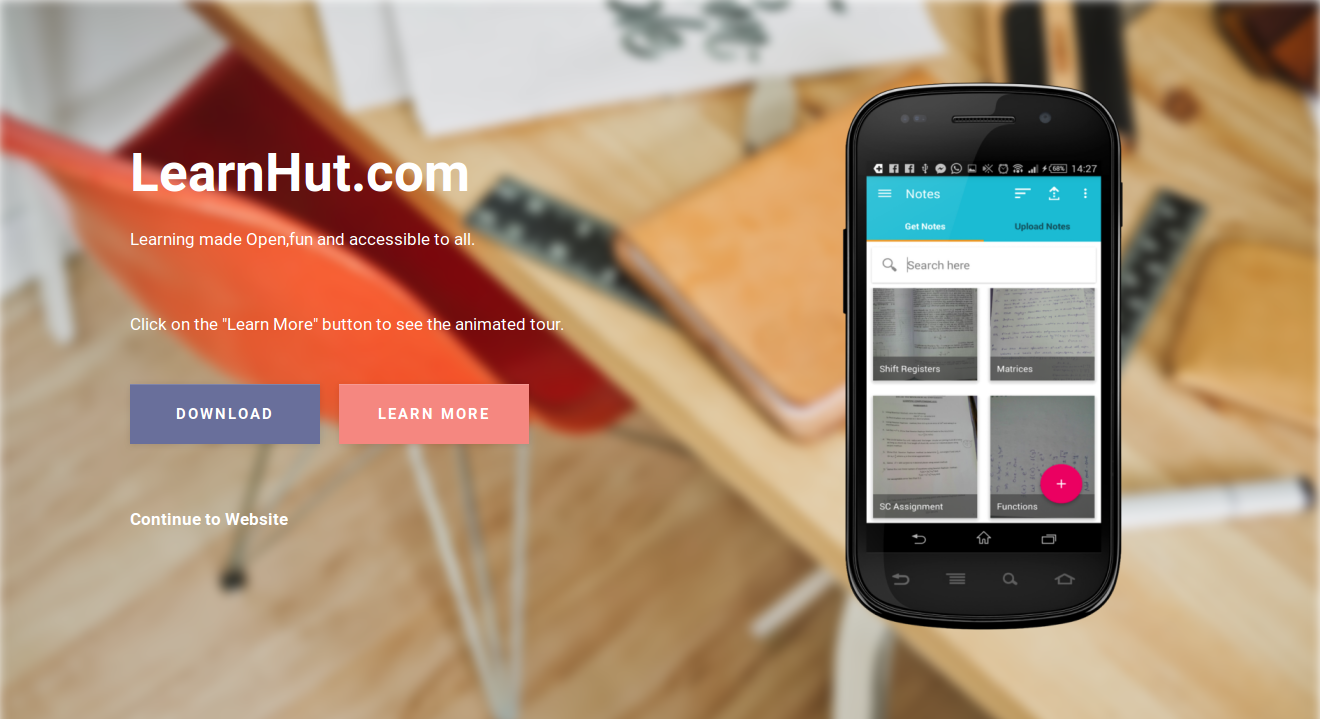 LearnHut.com
Learning made Open,fun and accessible to all.
Click on the "Learn More" button to see the animated tour.
DOWNLOAD
LEARN MORE
Continue to Website
68%
14:27
Notes
Get Notes
Upload Notes
Search here
Shift Registers
Matrices
SC Assignment
Functions